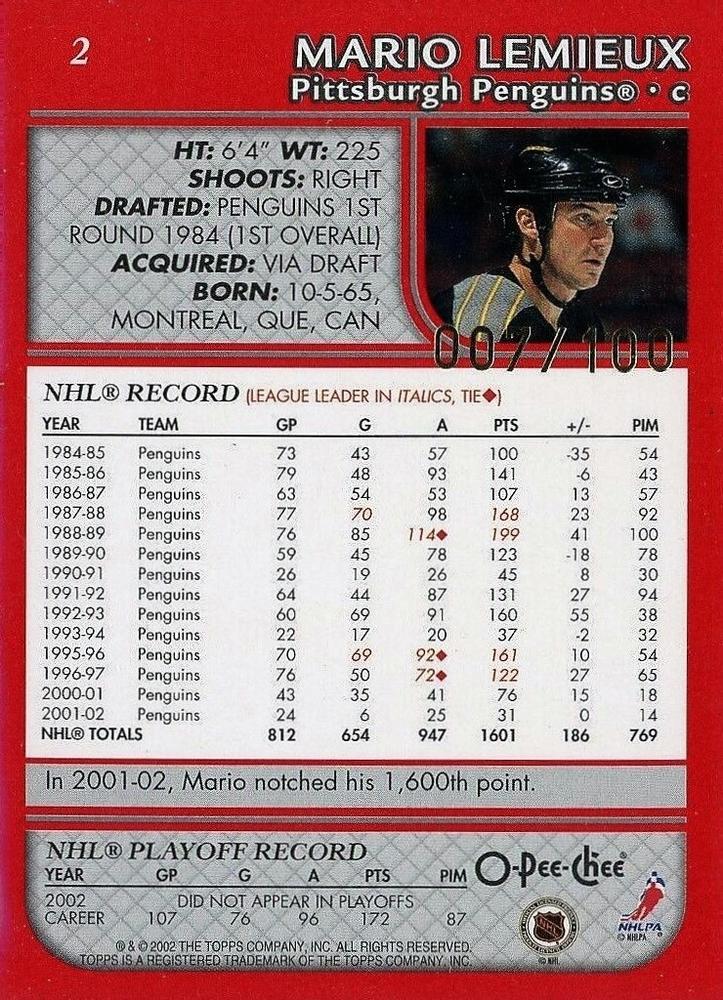 2
MARIO LEMIEUX
Pittsburgh Penguins® • C
HT: 6'4" WT: 225
SHOOTS: RIGHT
DRAFTED: PENGUINS 1ST
ROUND 1984 (1ST OVERALL)
ACQUIRED: VIA DRAFT
BORN: 10-5-65,
MONTREAL, QUE, CAN
007/100
NHL® RECORD (LEAGUE LEADER IN ITALICS, TIE◆)
YEAR TEAM GP G A PTS +/- PIM
1984-85 Penguins 73 43 57 100 -35 54
1985-86 Penguins 79 48 93 141 -6 43
1986-87 Penguins 63 54 53 107 13 57
1987-88 Penguins 77 70 98 168 23 92
1988-89 Penguins 76 85 114◆ 199 41 100
1989-90 Penguins 59 45 78 123 -18 78
1990-91 Penguins 26 19 26 45 8 30
1991-92 Penguins 64 44 87 131 27 94
1992-93 Penguins 60 69 91 160 55 38
1993-94 Penguins 22 17 20 37 -2 32
1995-96 Penguins 70 69 92◆ 161 10 54
1996-97 Penguins 76 50 72◆ 122 27 65
2000-01 Penguins 43 35 41 76 15 18
2001-02 Penguins 24 6 25 31 0 14
NHL® TOTALS 812 654 947 1601 186 769
In 2001-02, Mario notched his 1,600th point.
NHL® PLAYOFF RECORD
YEAR GP G A PTS PIM
2002 DID NOT APPEAR IN PLAYOFFS
CAREER 107 76 96 172 87
O-Pee-Chee®
NHL
© NHL
NHLPA
© NHLPA
® & © 2002 THE TOPPS COMPANY, INC. ALL RIGHTS RESERVED.
TOPPS IS A REGISTERED TRADEMARK OF THE TOPPS COMPANY, INC.